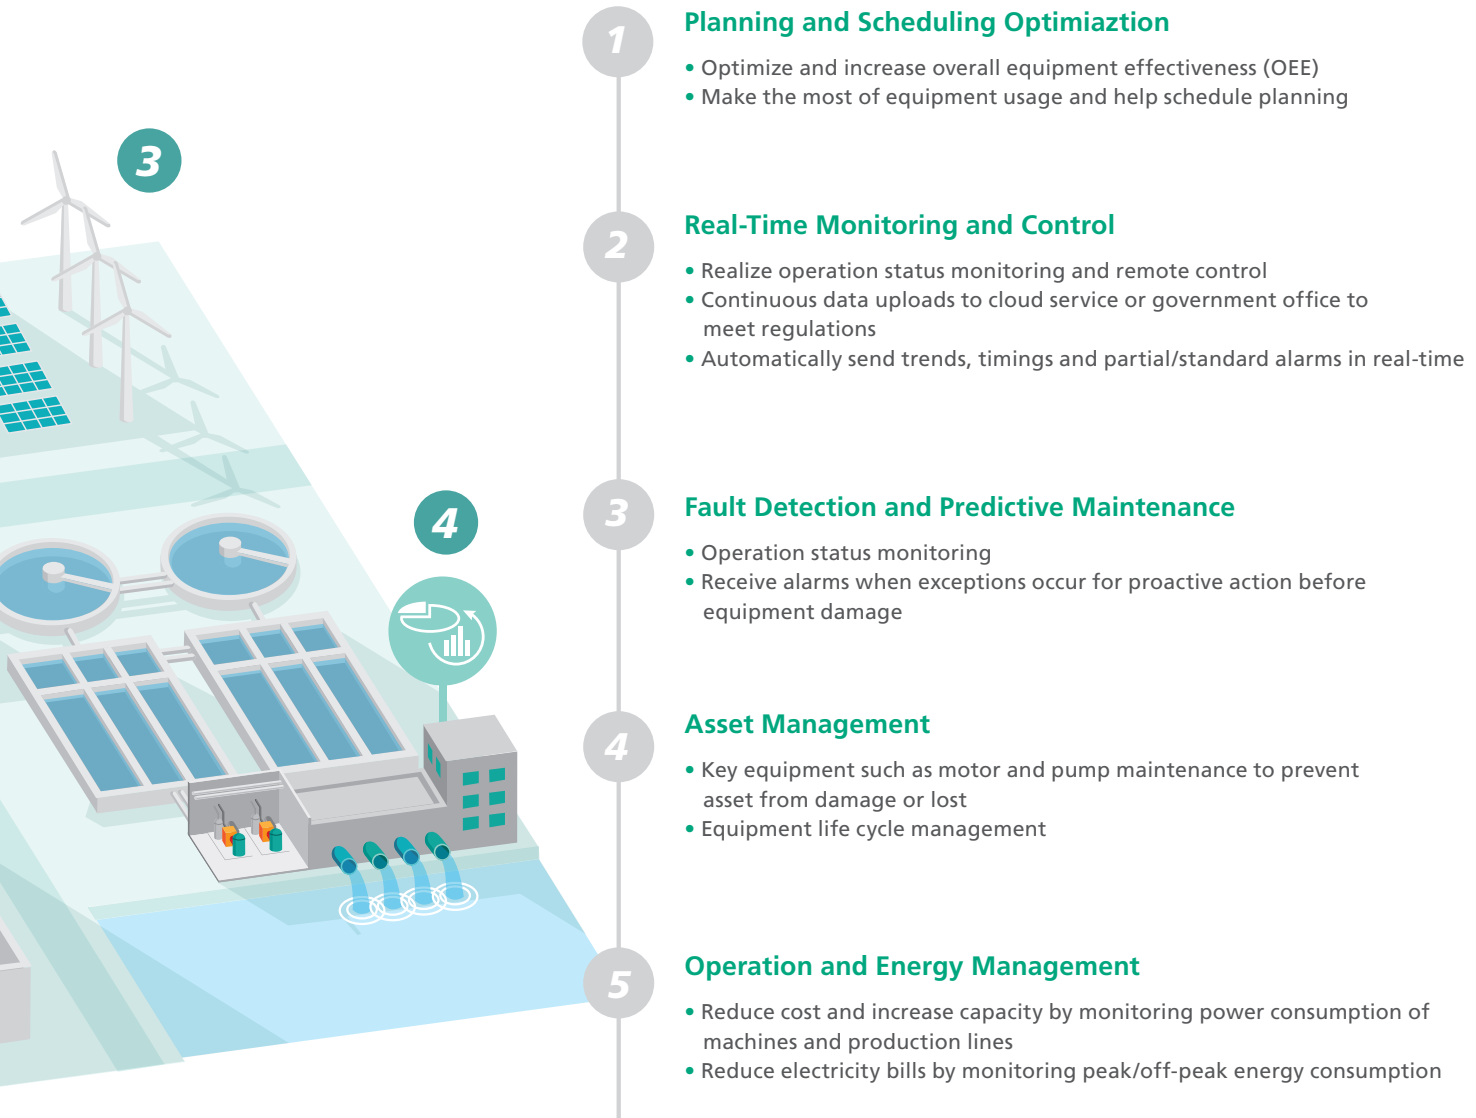 3
4
1
Planning and Scheduling Optimiaztion
• Optimize and increase overall equipment effectiveness (OEE)
• Make the most of equipment usage and help schedule planning
2
Real-Time Monitoring and Control
• Realize operation status monitoring and remote control
• Continuous data uploads to cloud service or government office to
meet regulations
• Automatically send trends, timings and partial/standard alarms in real-time
3
Fault Detection and Predictive Maintenance
• Operation status monitoring
• Receive alarms when exceptions occur for proactive action before
equipment damage
4
Asset Management
• Key equipment such as motor and pump maintenance to prevent
asset from damage or lost
• Equipment life cycle management
5
Operation and Energy Management
• Reduce cost and increase capacity by monitoring power consumption of
machines and production lines
• Reduce electricity bills by monitoring peak/off-peak energy consumption